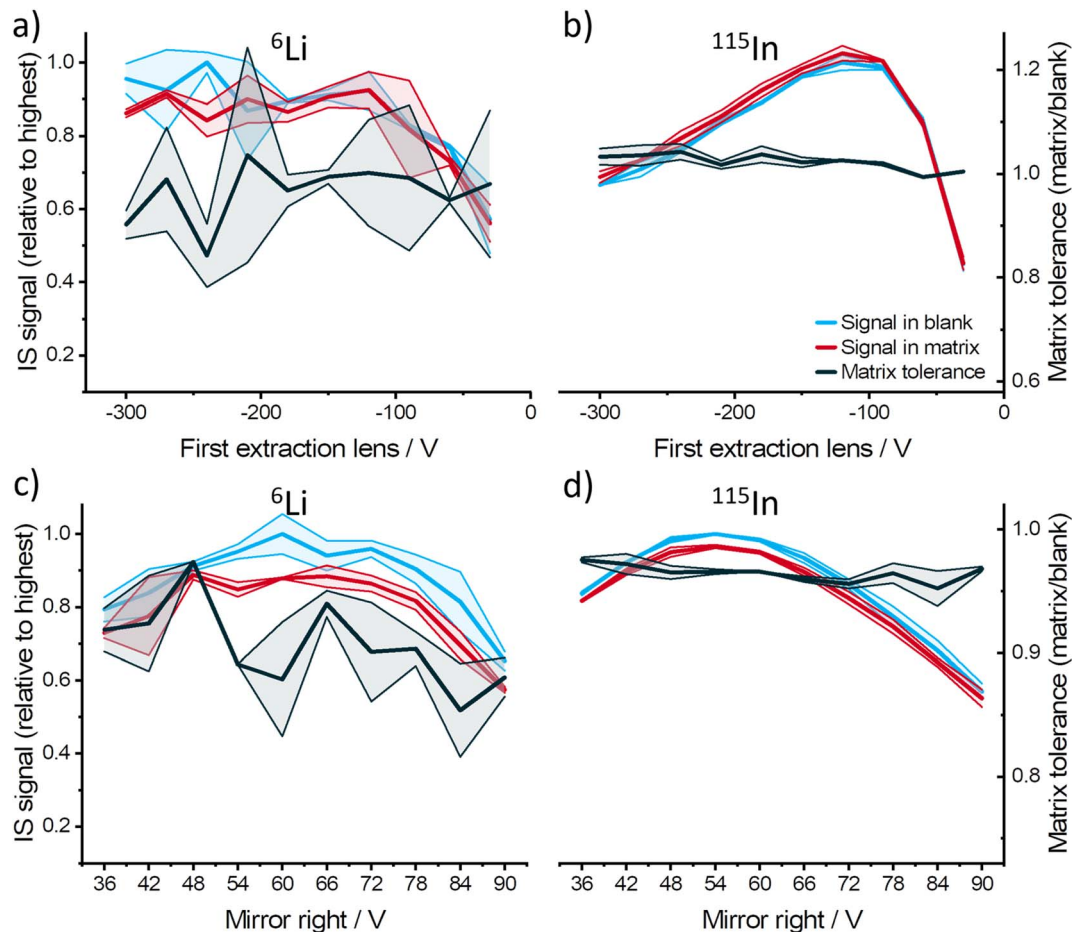 a) ⁶Li
b) ¹¹⁵In
IS signal (relative to highest)
1.0
0.8
0.6
0.4
0.2
-300 -200 -100 0
First extraction lens / V
Signal in blank
Signal in matrix
Matrix tolerance
-300 -200 -100 0
First extraction lens / V
1.2
1.0
0.8
0.6
Matrix tolerance (matrix/blank)
c) ⁶Li
d) ¹¹⁵In
IS signal (relative to highest)
1.0
0.8
0.6
0.4
0.2
36 42 48 54 60 66 72 78 84 90
Mirror right / V
36 42 48 54 60 66 72 78 84 90
Mirror right / V
1.0
0.9
0.8
Matrix tolerance (matrix/blank)